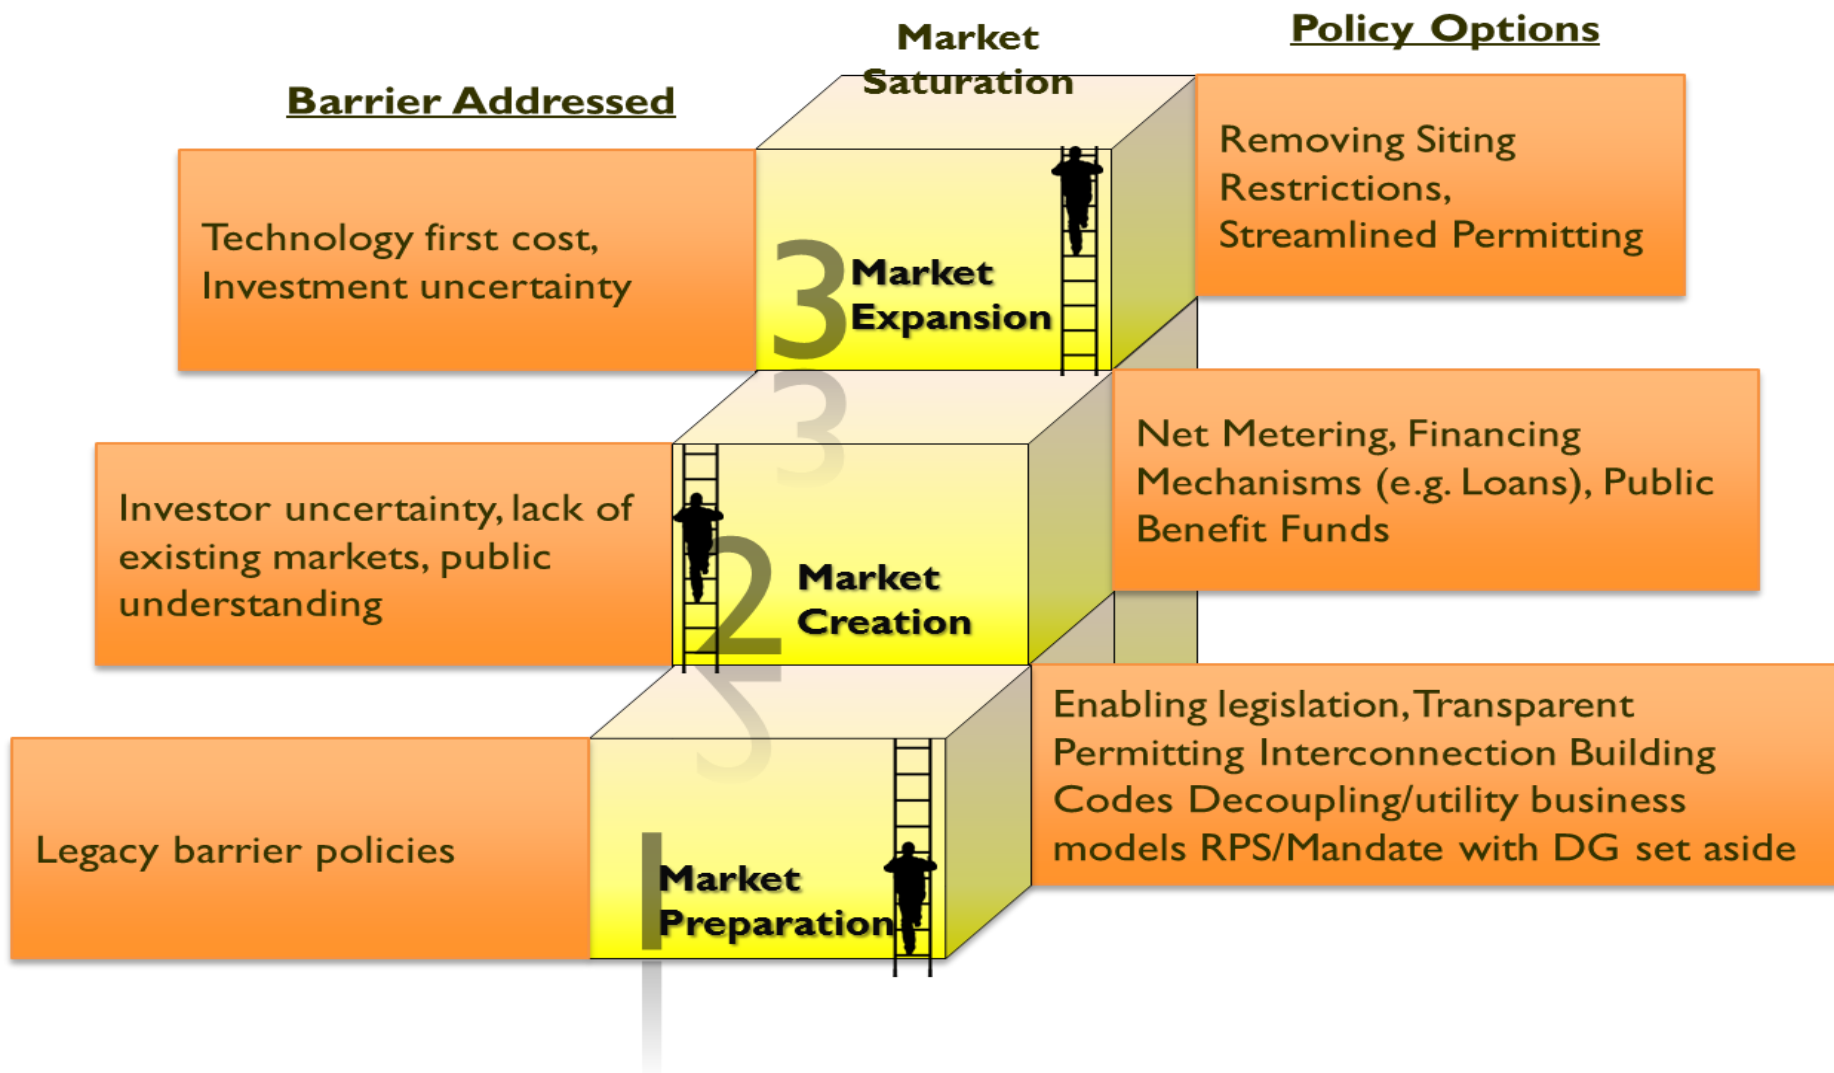 Policy Options
Market
Saturation
Barrier Addressed
Removing Siting
Restrictions,
Streamlined Permitting
Technology first cost,
Investment uncertainty
3
Market
Expansion
Net Metering, Financing
Mechanisms (e.g. Loans), Public
Benefit Funds
Investor uncertainty, lack of
existing markets, public
understanding
2
Market
Creation
Enabling legislation, Transparent
Permitting Interconnection Building
Codes Decoupling/utility business
models RPS/Mandate with DG set aside
Legacy barrier policies
1
Market
Preparation